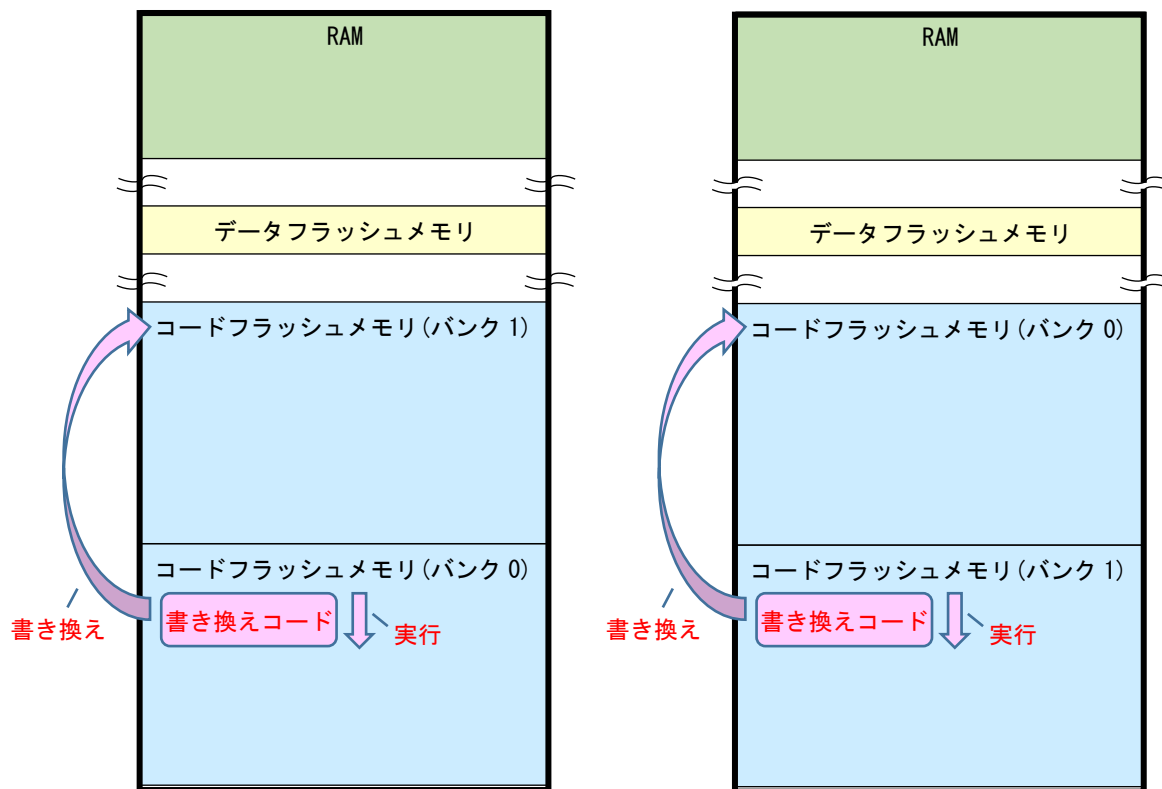 RAM
データフラッシュメモリ
コードフラッシュメモリ(バンク 1)
コードフラッシュメモリ(バンク 0)
書き換えコード
実行
書き換え
RAM
データフラッシュメモリ
コードフラッシュメモリ(バンク 0)
コードフラッシュメモリ(バンク 1)
書き換えコード
実行
書き換え